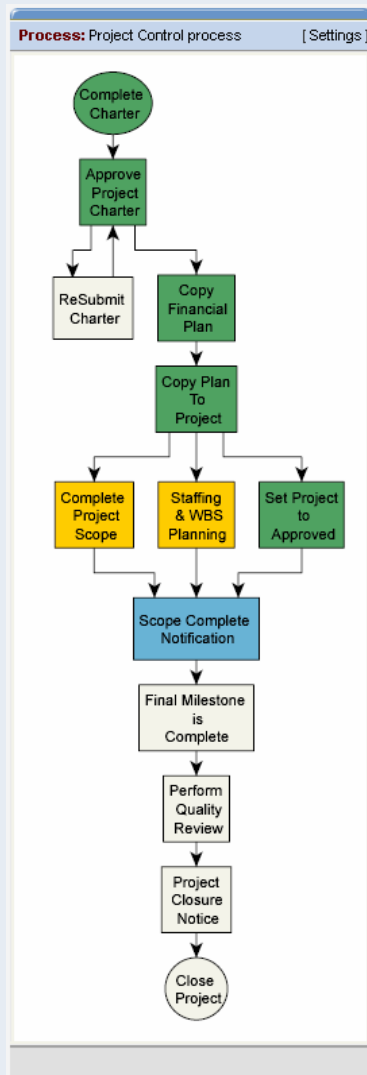 Process: Project Control process [ Settings ]
Complete
Charter
Approve
Project
Charter
ReSubmit
Charter
Copy
Financial
Plan
Copy Plan
To
Project
Complete
Project
Scope
Staffing
& WBS
Planning
Set Project
to
Approved
Scope Complete
Notification
Final Milestone
is
Complete
Perform
Quality
Review
Project
Closure
Notice
Close
Project